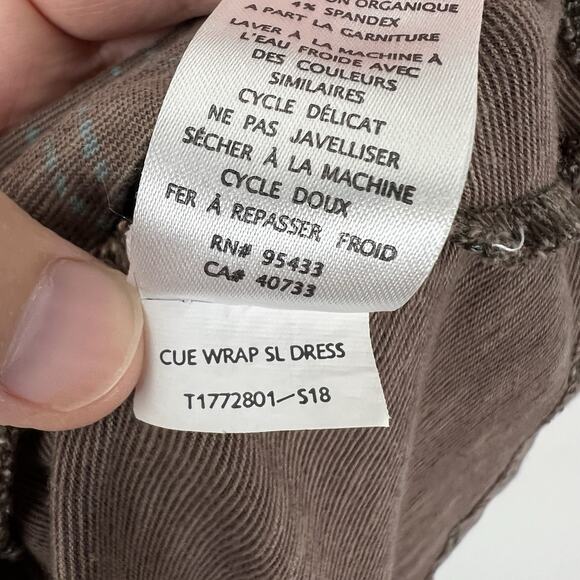 ON ORGANIQUE
4% SPANDEX
A PART LA GARNITURE
LAVER À LA MACHINE À
L'EAU FROIDE AVEC
DES COULEURS
SIMILAIRES
CYCLE DÉLICAT
NE PAS JAVELLISER
SÉCHER À LA MACHINE
CYCLE DOUX
FER À REPASSER FROID
RN# 95433
CA# 40733
CUE WRAP SL DRESS
T1772801-S18